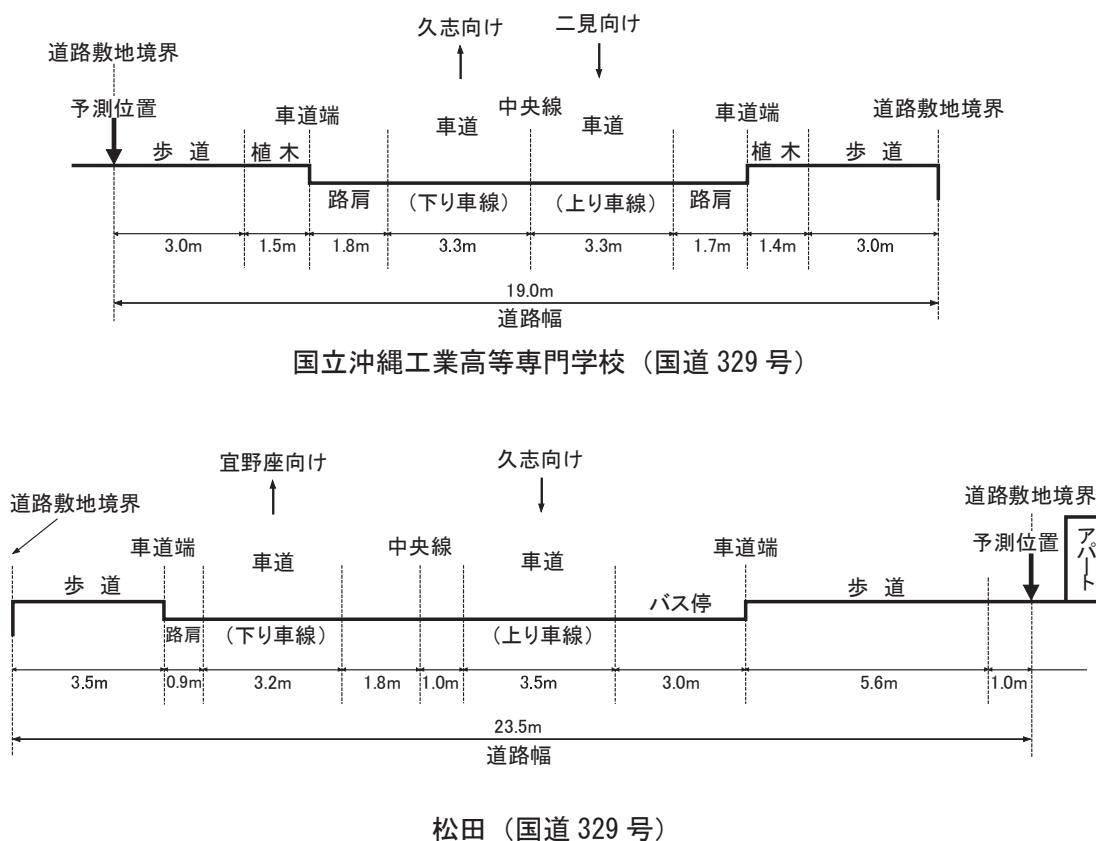 久志向け 二見向け
道路敷地境界
予測位置 車道端 車道 中央線 車道 車道端 道路敷地境界
歩 道 植 木 植 木 歩 道
路肩 (下り車線) (上り車線) 路肩
3.0m 1.5m 1.8m 3.3m 3.3m 1.7m 1.4m 3.0m
19.0m
道路幅
国立沖縄工業高等専門学校（国道 329 号）
宜野座向け 久志向け
道路敷地境界 道路敷地境界
車道端 車道 中央線 車道 車道端 予測位置 アパート
歩 道 バス停 歩 道
路肩 (下り車線) (上り車線)
3.5m 0.9m 3.2m 1.8m 1.0m 3.5m 3.0m 5.6m 1.0m
23.5m
道路幅
松田（国道 329 号）